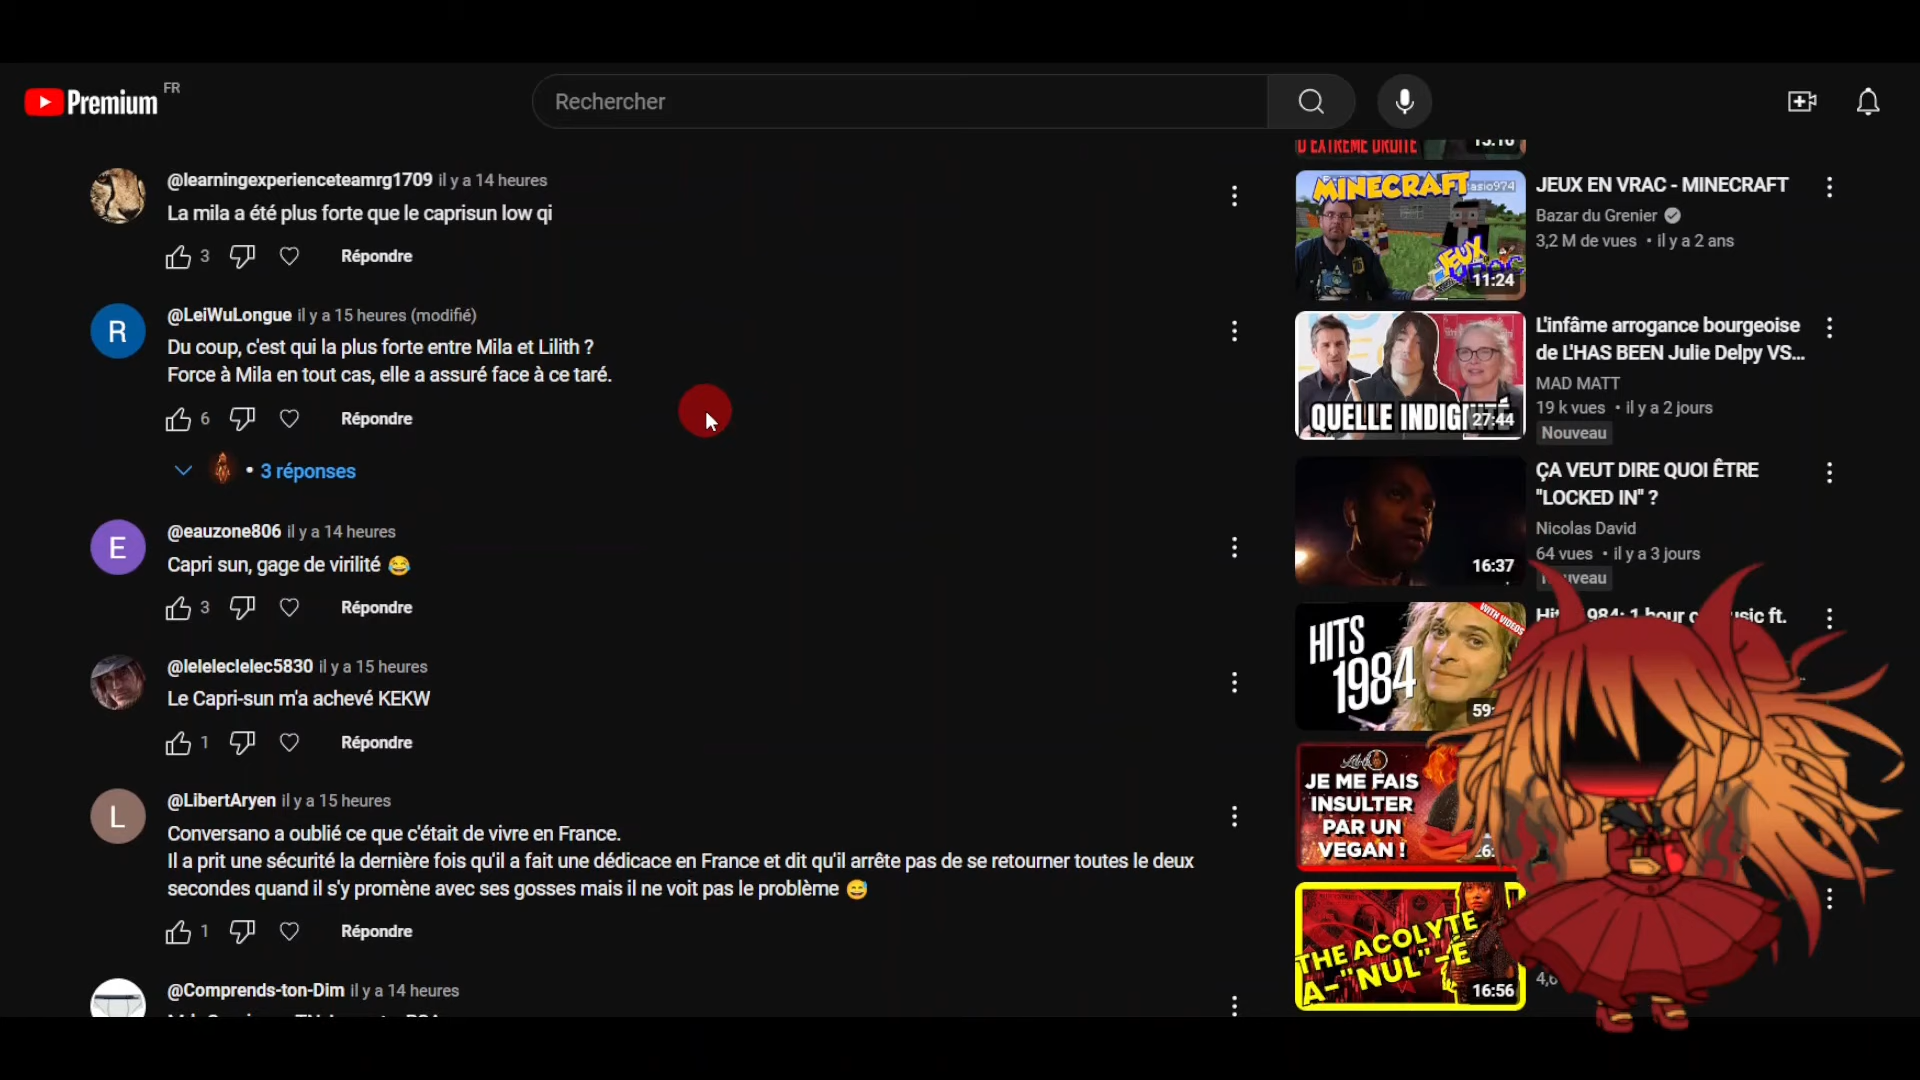 Premium FR
Rechercher
@learningexperienceteamrg1709 il y a 14 heures
La mila a été plus forte que le caprisun low qi
3 Répondre
@LeiWuLongue il y a 15 heures (modifié)
R
Du coup, c'est qui la plus forte entre Mila et Lilith ?
Force à Mila en tout cas, elle a assuré face à ce taré.
6 Répondre
• 3 réponses
@eauzone806 il y a 14 heures
E
Capri sun, gage de virilité 😂
3 Répondre
@leleleclelec5830 il y a 15 heures
Le Capri-sun m'a achevé KEKW
1 Répondre
@LibertAryen il y a 15 heures
L
Conversano a oublié ce que c'était de vivre en France.
Il a prit une sécurité la dernière fois qu'il a fait une dédicace en France et dit qu'il arrête pas de se retourner toutes le deux
secondes quand il s'y promène avec ses gosses mais il ne voit pas le problème 😅
1 Répondre
@Comprends-ton-Dim il y a 14 heures
D'EXTRÊME DROITE
MINECRAFT
JEUX
VRAC
11:24
JEUX EN VRAC - MINECRAFT
Bazar du Grenier
3,2 M de vues • il y a 2 ans
QUELLE INDIGNITÉ
27:44
L'infâme arrogance bourgeoise
de L'HAS BEEN Julie Delpy VS...
MAD MATT
19 k vues • il y a 2 jours
Nouveau
16:37
ÇA VEUT DIRE QUOI ÊTRE
"LOCKED IN" ?
Nicolas David
64 vues • il y a 3 jours
WITH VIDEOS
HITS
1984
59:
JE ME FAIS
INSULTER
PAR UN
VEGAN !
THE ACOLYTE
A-"NUL"-É
16:56
4,6